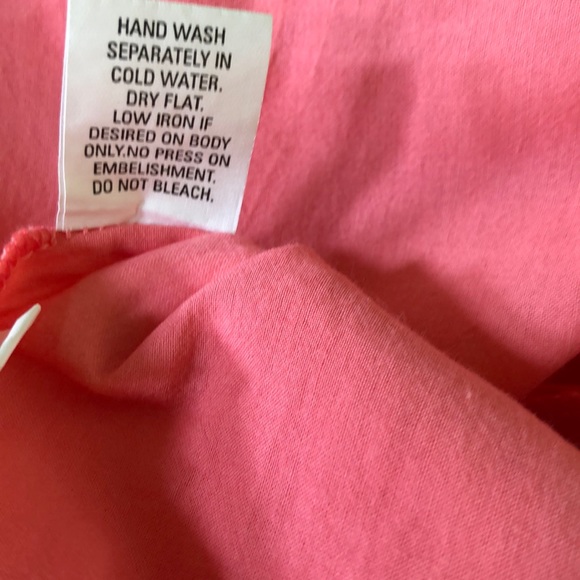 HAND WASH
SEPARATELY IN
COLD WATER.
DRY FLAT.
LOW IRON IF
DESIRED ON BODY
ONLY.NO PRESS ON
EMBELISHMENT.
DO NOT BLEACH.